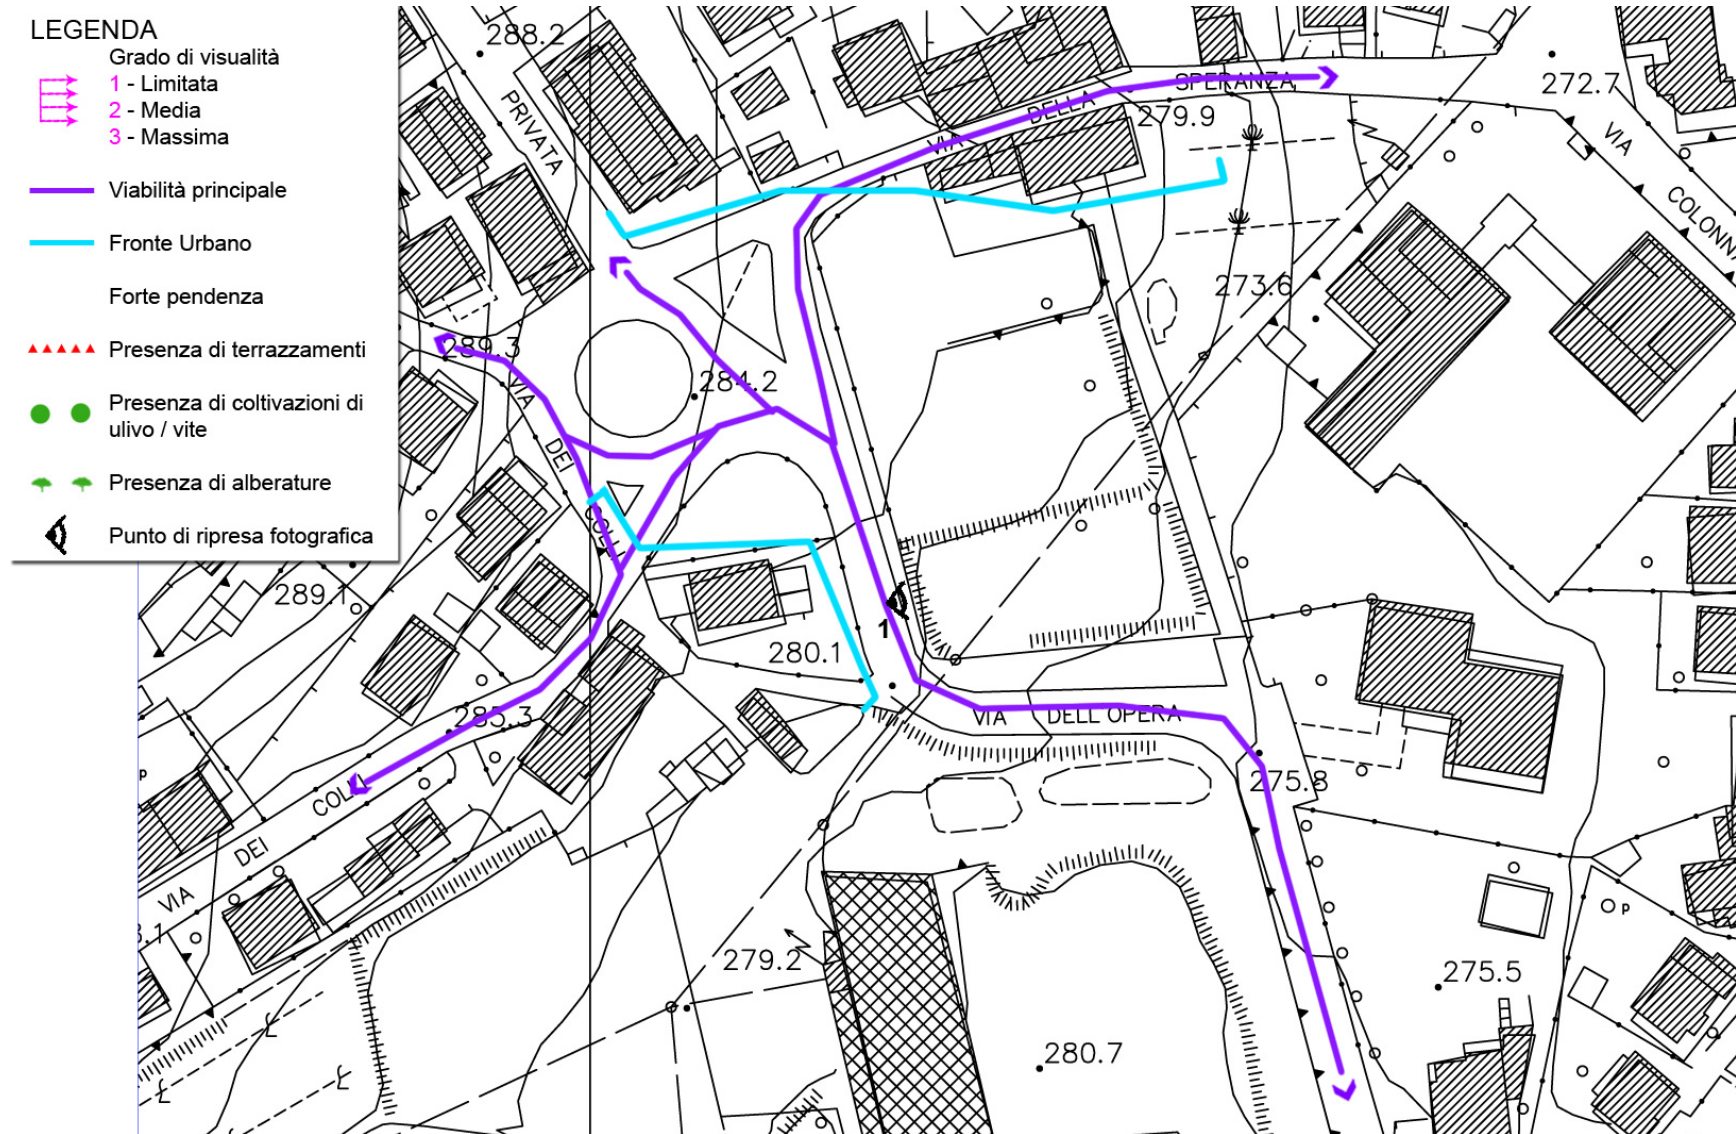 LEGENDA
Grado di visualità
1 - Limitata
2 - Media
3 - Massima
Viabilità principale
Fronte Urbano
Forte pendenza
Presenza di terrazzamenti
Presenza di coltivazioni di
ulivo / vite
Presenza di alberature
Punto di ripresa fotografica
288.2
PRIVATA
VIA DELLA SPERANZA
279.9
272.7
VIA
COLONN
273.6
289.3
284.2
VIA DEI COLLI
289.1
1
280.1
285.3
VIA DELL OPERA
275.8
P
VIA DEI COL
3.1
279.2
275.5
P
280.7